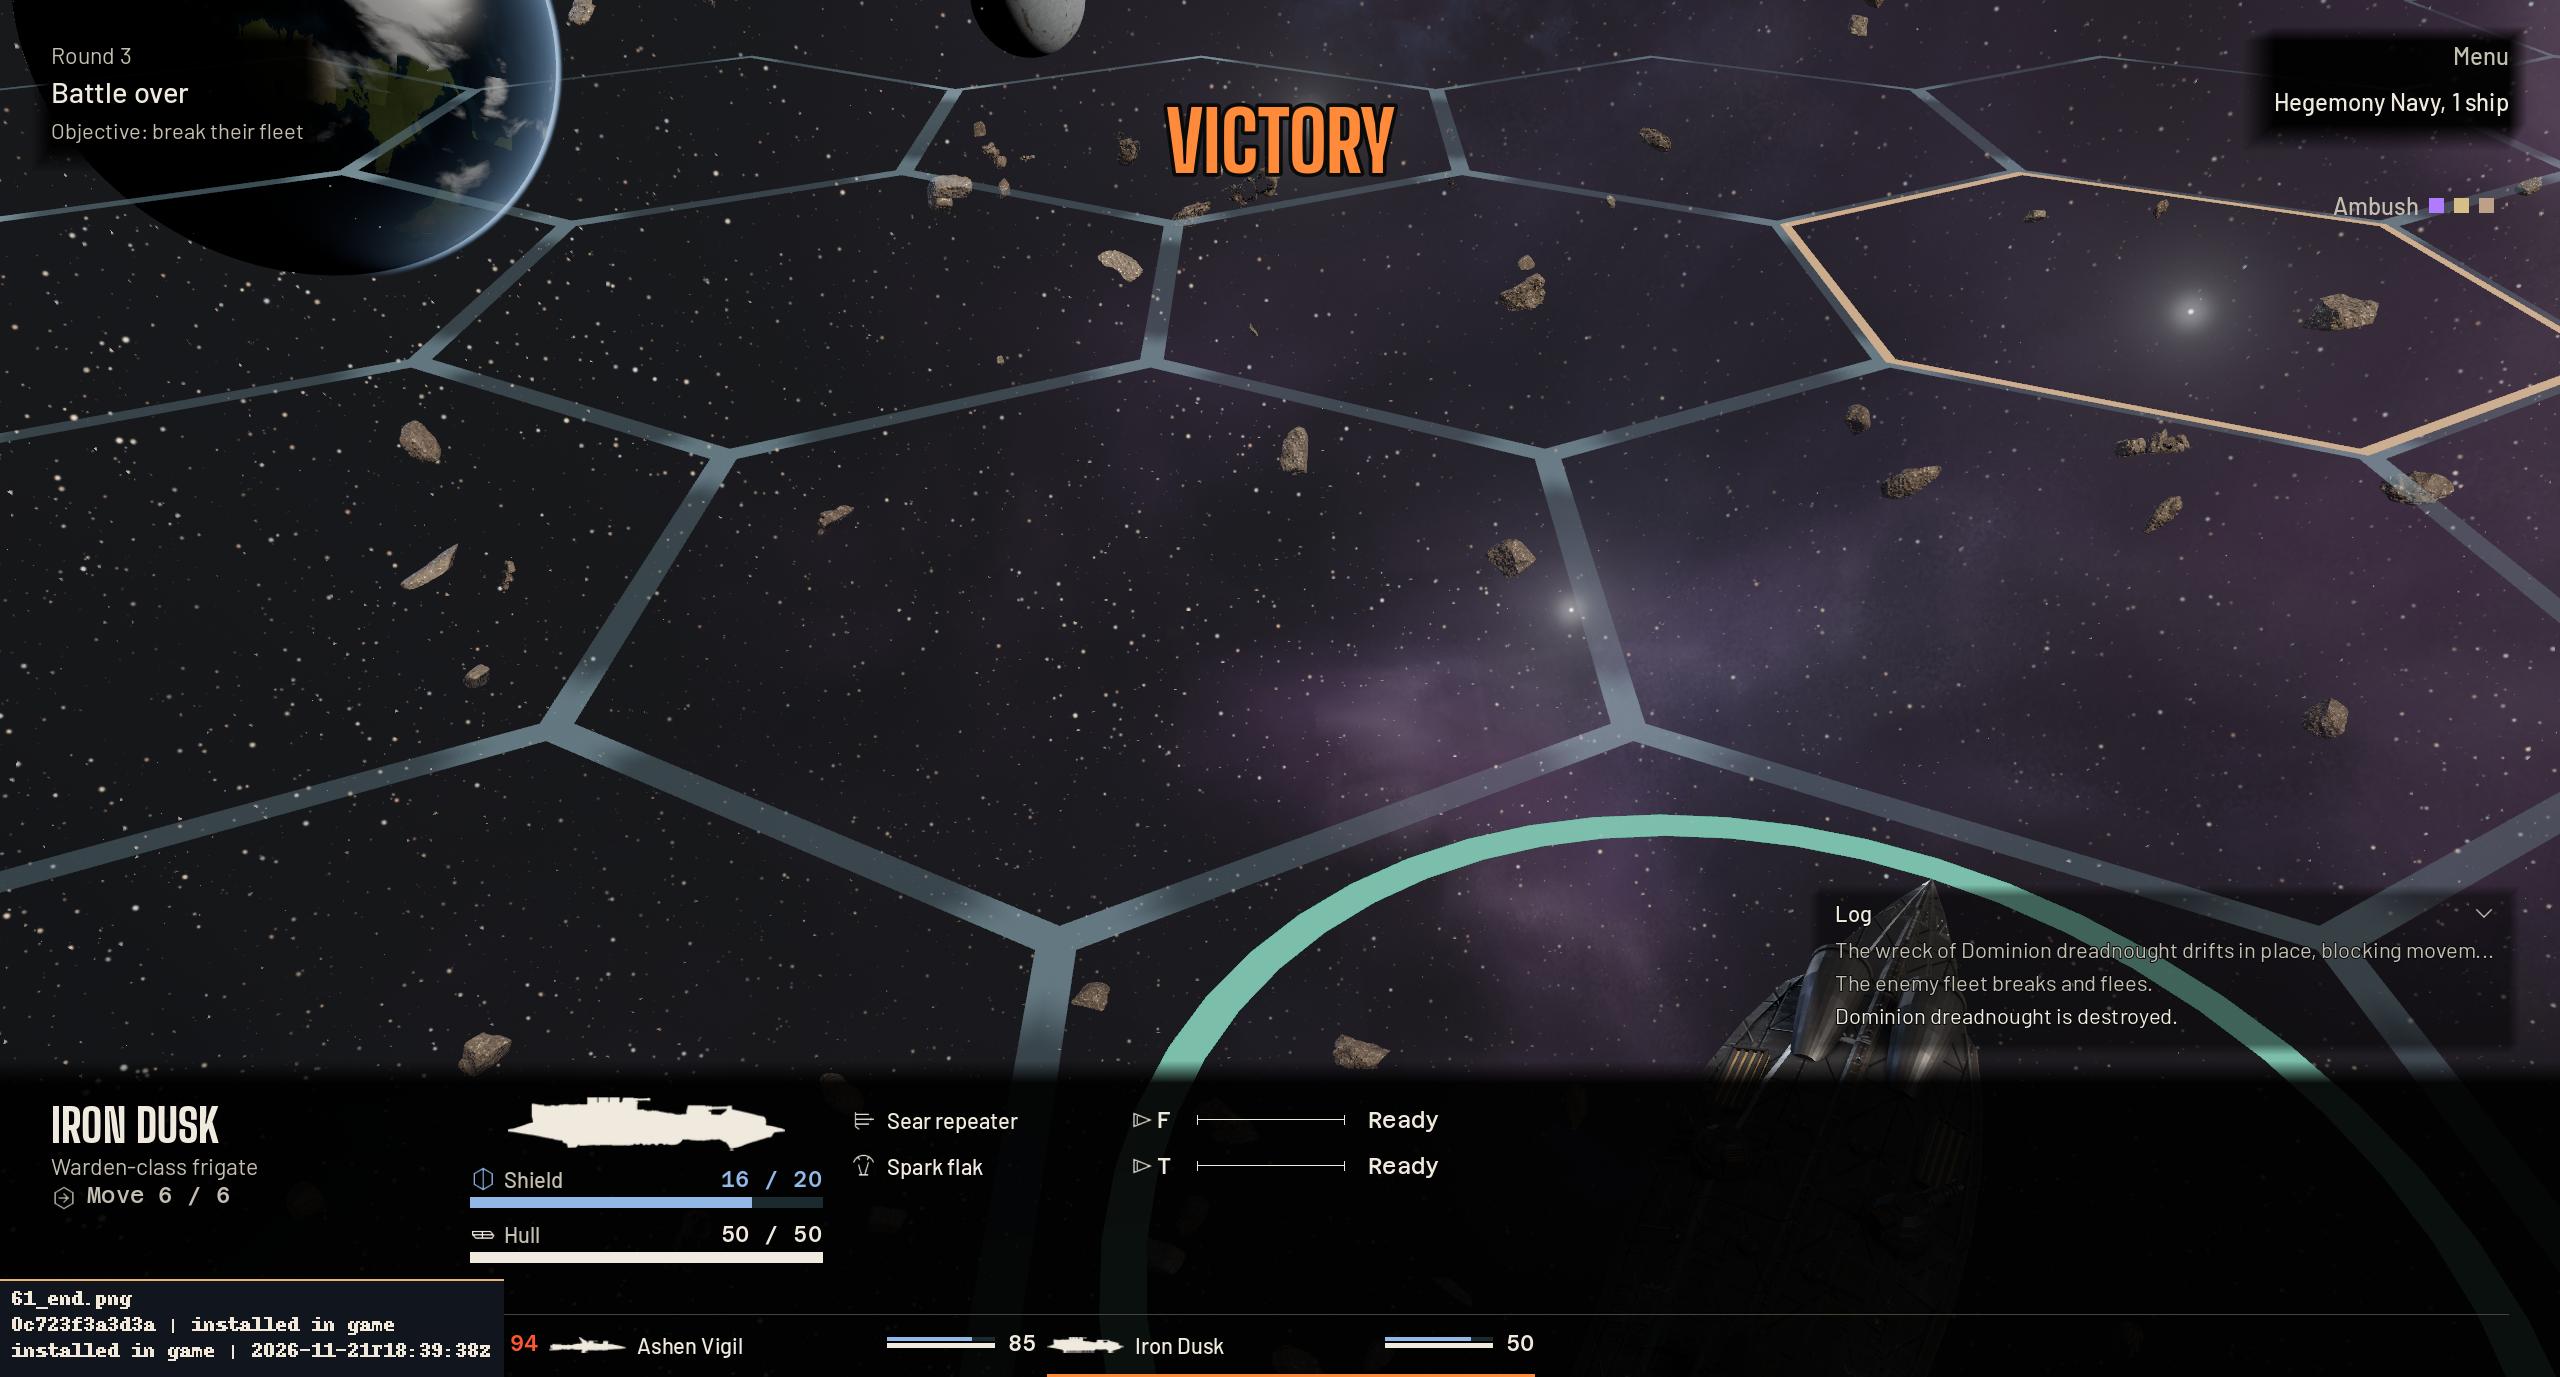 Round 3
Battle over
Objective: break their fleet
VICTORY
Menu
Hegemony Navy, 1 ship
Ambush
Log
The wreck of Dominion dreadnought drifts in place, blocking movem...
The enemy fleet breaks and flees.
Dominion dreadnought is destroyed.
IRON DUSK
Warden-class frigate
Move 6 / 6
Shield 16 / 20
Hull 50 / 50
Sear repeater F Ready
Spark flak T Ready
61_end.png
0c723f3a3d3a | installed in game
installed in game | 2026-11-21r18:39:38z
94 Ashen Vigil 85 Iron Dusk 50